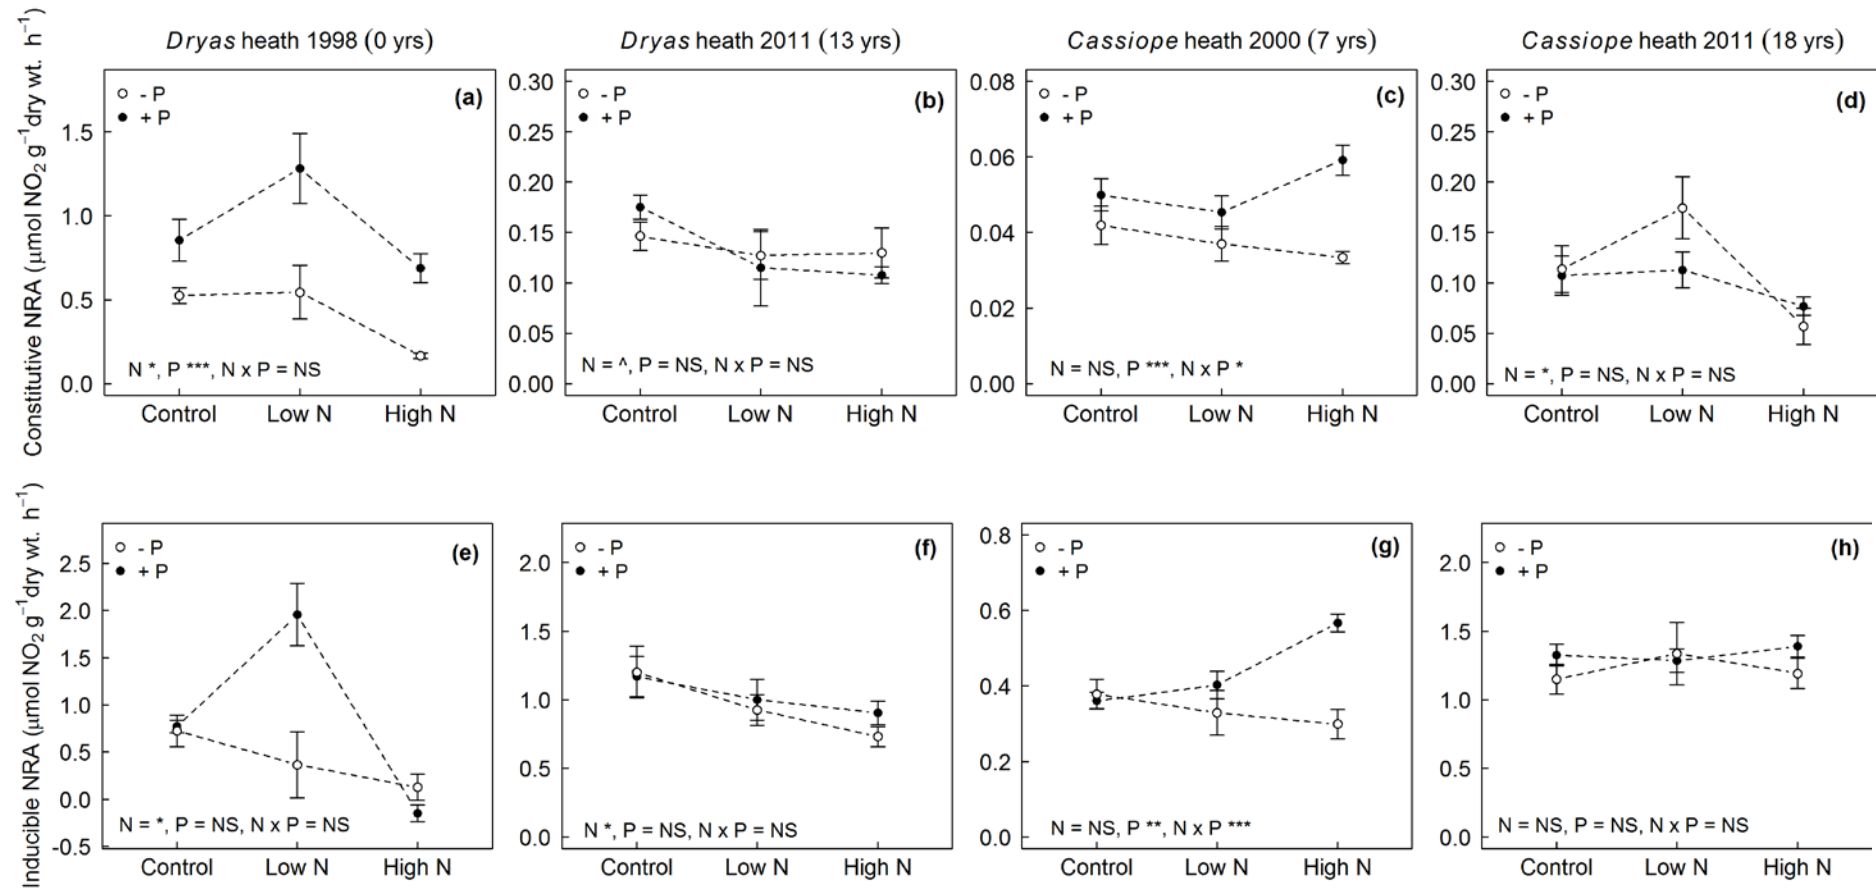 Dryas heath 1998 (0 yrs)
Dryas heath 2011 (13 yrs)
Cassiope heath 2000 (7 yrs)
Cassiope heath 2011 (18 yrs)
Constitutive NRA (µmol NO2 g−1dry wt. h−1)
- P
+ P
(a)
1.5
1.0
0.5
0.0
N *, P ***, N x P = NS
Control Low N High N
- P
+ P
(b)
0.30
0.25
0.20
0.15
0.10
0.05
0.00
N = ^, P = NS, N x P = NS
Control Low N High N
- P
+ P
(c)
0.08
0.06
0.04
0.02
0.00
N = NS, P ***, N x P *
Control Low N High N
- P
+ P
(d)
0.30
0.25
0.20
0.15
0.10
0.05
0.00
N = *, P = NS, N x P = NS
Control Low N High N
Inducible NRA (µmol NO2 g−1dry wt. h−1)
- P
+ P
(e)
2.5
2.0
1.5
1.0
0.5
0.0
-0.5
N = *, P = NS, N x P = NS
Control Low N High N
- P
+ P
(f)
2.0
1.5
1.0
0.5
0.0
N *, P = NS, N x P = NS
Control Low N High N
- P
+ P
(g)
0.8
0.6
0.4
0.2
0.0
N = NS, P **, N x P ***
Control Low N High N
- P
+ P
(h)
2.0
1.5
1.0
0.5
0.0
N = NS, P = NS, N x P = NS
Control Low N High N